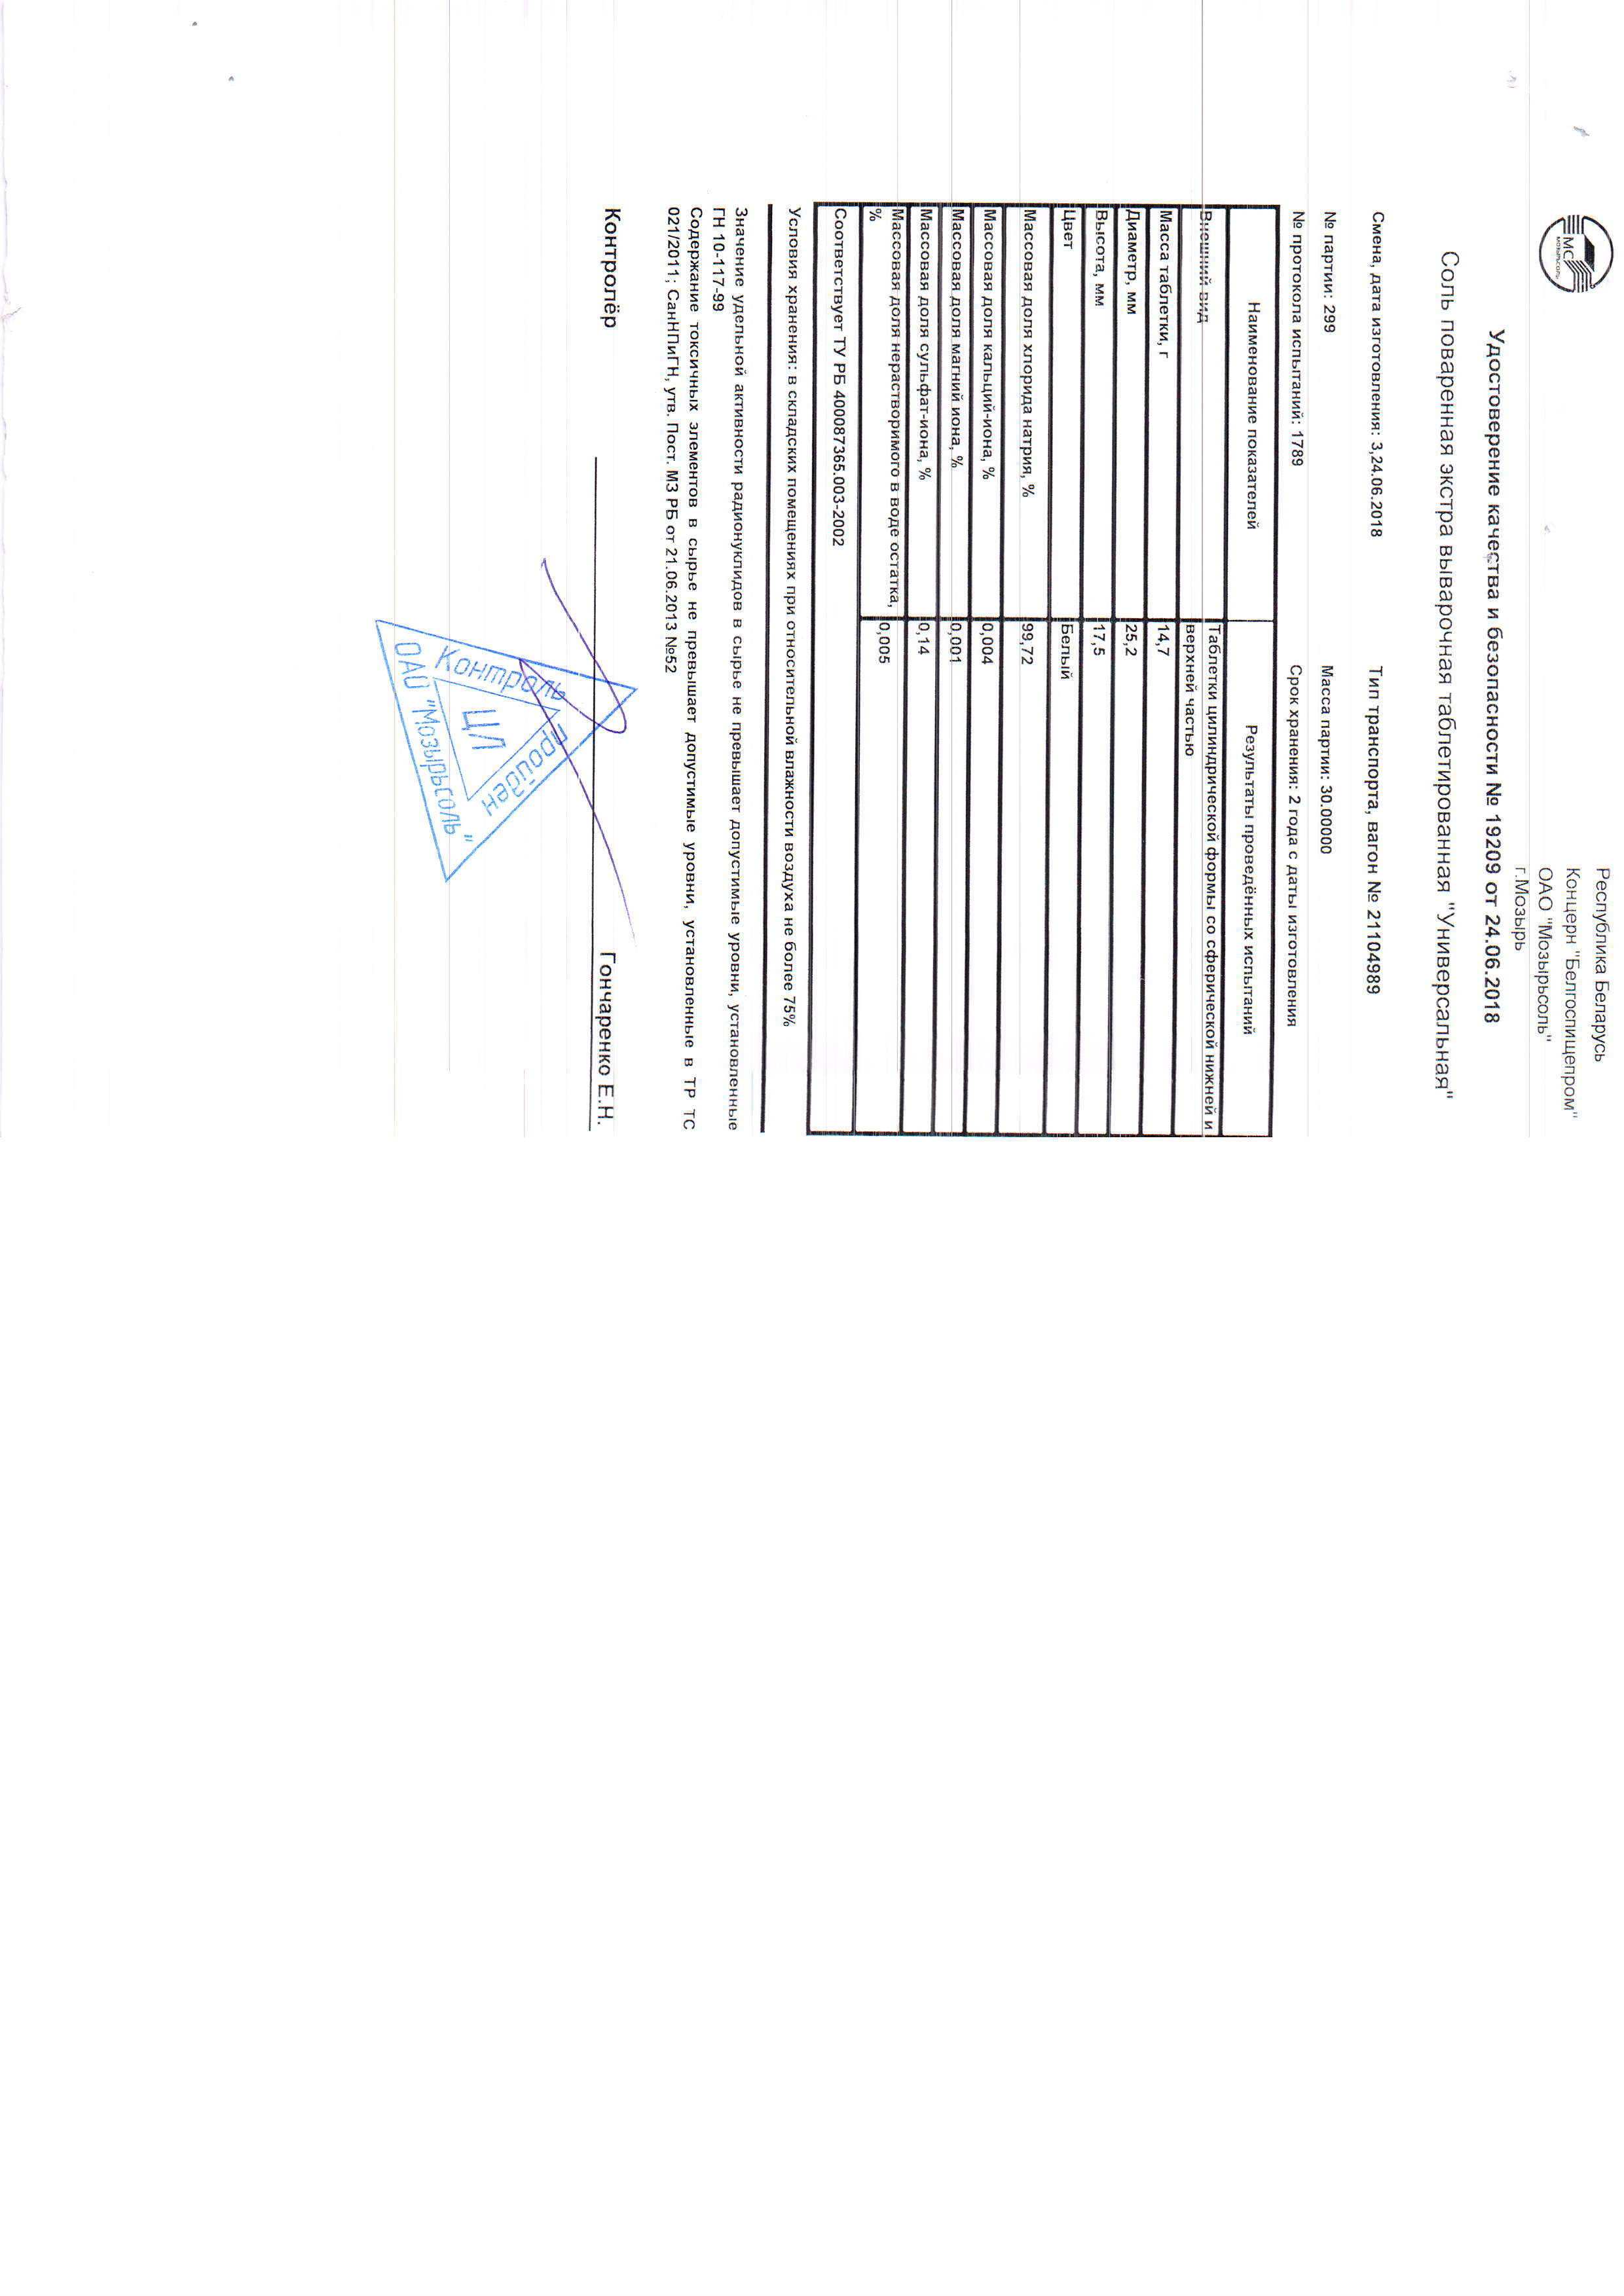 Республика Беларусь
Концерн "Белгоспищепром"
ОАО "Мозырьсоль"
г.Мозырь
МС
МОЗЫРЬСОЛЬ
Удостоверение качества и безопасности № 19209 от 24.06.2018
Соль поваренная экстра выварочная таблетированная "Универсальная"
Смена, дата изготовления: 3,24.06.2018 Тип транспорта, вагон № 21104989
№ партии: 299 Масса партии: 30.00000
№ протокола испытаний: 1789 Срок хранения: 2 года с даты изготовления
Наименование показателей Результаты проведённых испытаний
Внешний вид Таблетки цилиндрической формы со сферической нижней и
верхней частью
Масса таблетки, г 14,7
Диаметр, мм 25,2
Высота, мм 17,5
Цвет Белый
Массовая доля хлорида натрия, % 99,72
Массовая доля кальций-иона, % 0,004
Массовая доля магний иона, % 0,001
Массовая доля сульфат-иона, % 0,14
Массовая доля нерастворимого в воде остатка, 0,005
%
Соответствует ТУ РБ 400087365.003-2002
Условия хранения: в складских помещениях при относительной влажности воздуха не более 75%
Значение удельной активности радионуклидов в сырье не превышает допустимые уровни, установленные
ГН 10-117-99
Содержание токсичных элементов в сырье не превышает допустимые уровни, установленные в ТР ТС
021/2011; СанНПиГН, утв. Пост. МЗ РБ от 21.06.2013 №52
Контролёр Гончаренко Е.Н.
Контроль
пройден
ЦЛ
ОАО "Мозырьсоль"